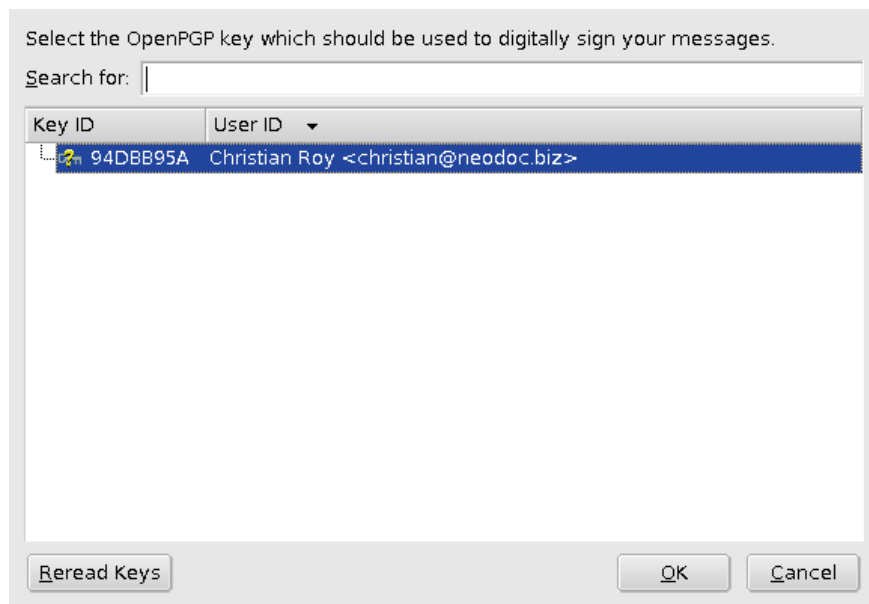 Select the OpenPGP key which should be used to digitally sign your messages.
Search for:
Key ID User ID
94DBB95A Christian Roy <christian@neodoc.biz>
Reread Keys OK Cancel